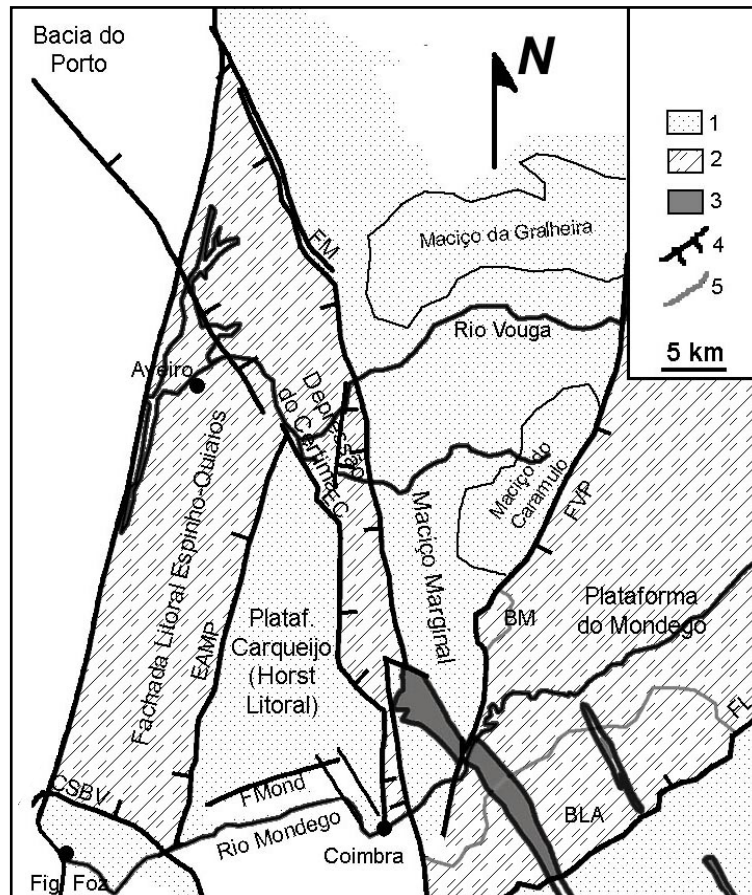 Bacia do
Porto
N
1
2
3
4
5
5 km
FM
Maciço da Gralheira
Rio Vouga
Aveiro
Depressão
do Certima
EC
Maciço do
Caramulo
FVP
Fachada Litoral Espinho-Quiaios
EAMP
Plataf.
Carqueijo
(Horst
Litoral)
Maciço Marginal
BM
Plataforma
do Mondego
FL
CSBV
FMond
Rio Mondego
BLA
Coimbra
Fig. Foz